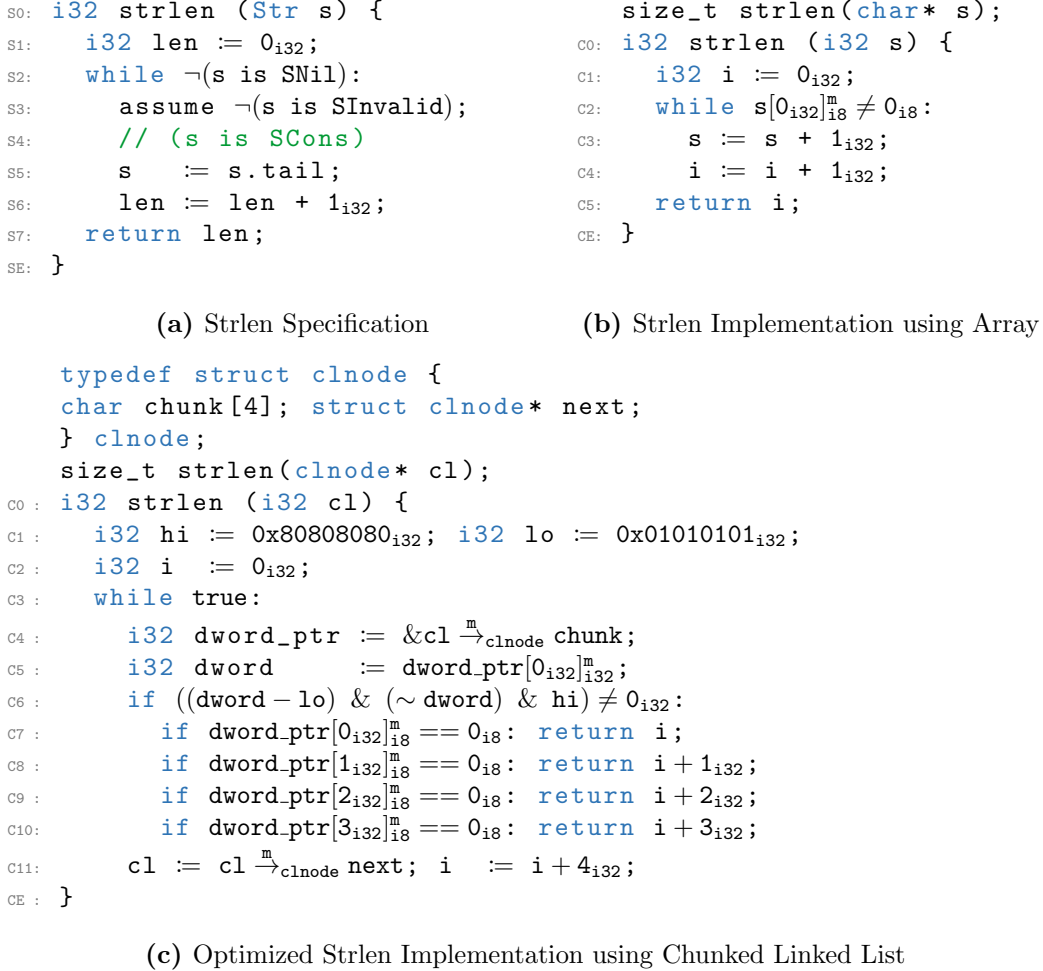 S0: i32 strlen (Str s) {
S1: i32 len := 0i32;
S2: while ¬(s is SNil):
S3: assume ¬(s is SInvalid);
S4: // (s is SCons)
S5: s := s.tail;
S6: len := len + 1i32;
S7: return len;
SE: }
(a) Strlen Specification
size_t strlen(char* s);
C0: i32 strlen (i32 s) {
C1: i32 i := 0i32;
C2: while s[0i32]ᵐi8 ≠ 0i8:
C3: s := s + 1i32;
C4: i := i + 1i32;
C5: return i;
CE: }
(b) Strlen Implementation using Array
typedef struct clnode {
char chunk[4]; struct clnode* next;
} clnode;
size_t strlen(clnode* cl);
C0 : i32 strlen (i32 cl) {
C1 : i32 hi := 0x80808080i32; i32 lo := 0x01010101i32;
C2 : i32 i := 0i32;
C3 : while true:
C4 : i32 dword_ptr := &cl →ᵐclnode chunk;
C5 : i32 dword := dword_ptr[0i32]ᵐi32;
C6 : if ((dword − lo) & (∼ dword) & hi) ≠ 0i32:
C7 : if dword_ptr[0i32]ᵐi8 == 0i8: return i;
C8 : if dword_ptr[1i32]ᵐi8 == 0i8: return i + 1i32;
C9 : if dword_ptr[2i32]ᵐi8 == 0i8: return i + 2i32;
C10: if dword_ptr[3i32]ᵐi8 == 0i8: return i + 3i32;
C11: cl := cl →ᵐclnode next; i := i + 4i32;
CE : }
(c) Optimized Strlen Implementation using Chunked Linked List